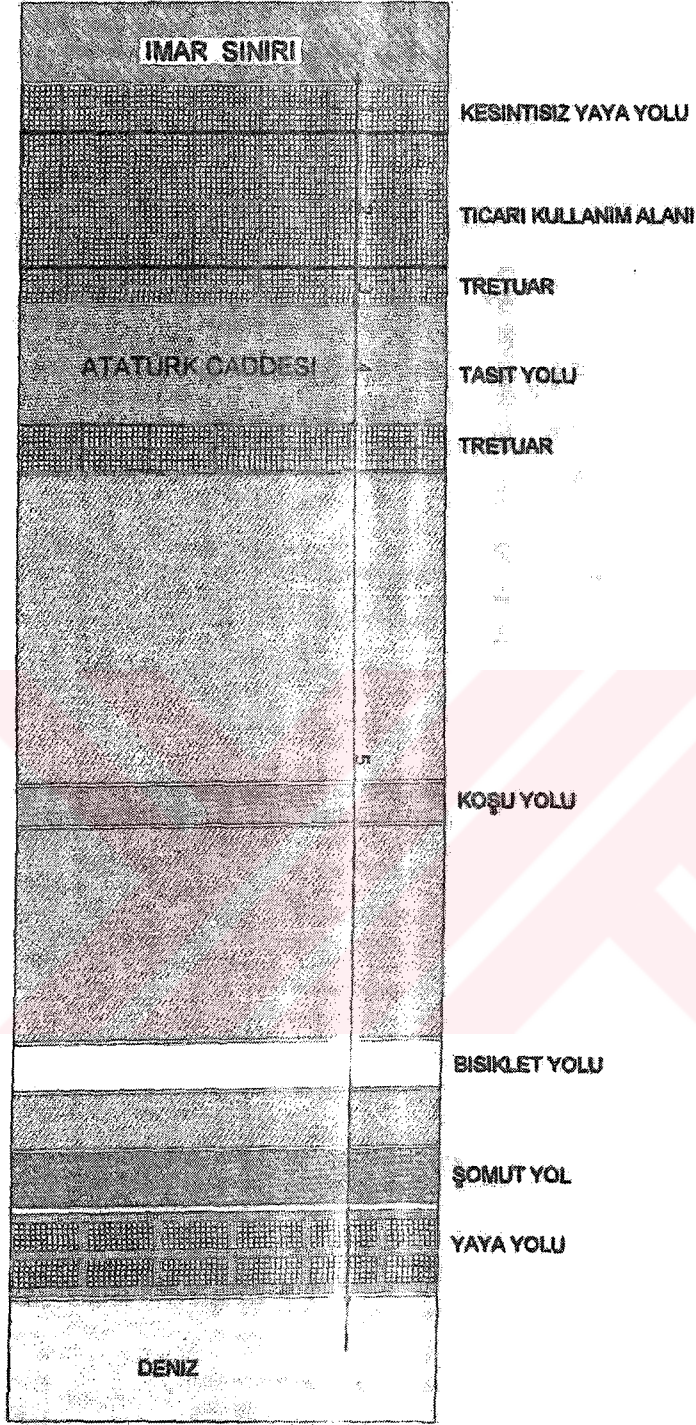 IMAR SINIRI
KESINTISIZ YAYA YOLU
TICARI KULLANIM ALANI
TRETUAR
ATATURK CADDESI
TASIT YOLU
TRETUAR
5
KOŞU YOLU
BISIKLET YOLU
ŞOMUT YOL
YAYA YOLU
DENIZ